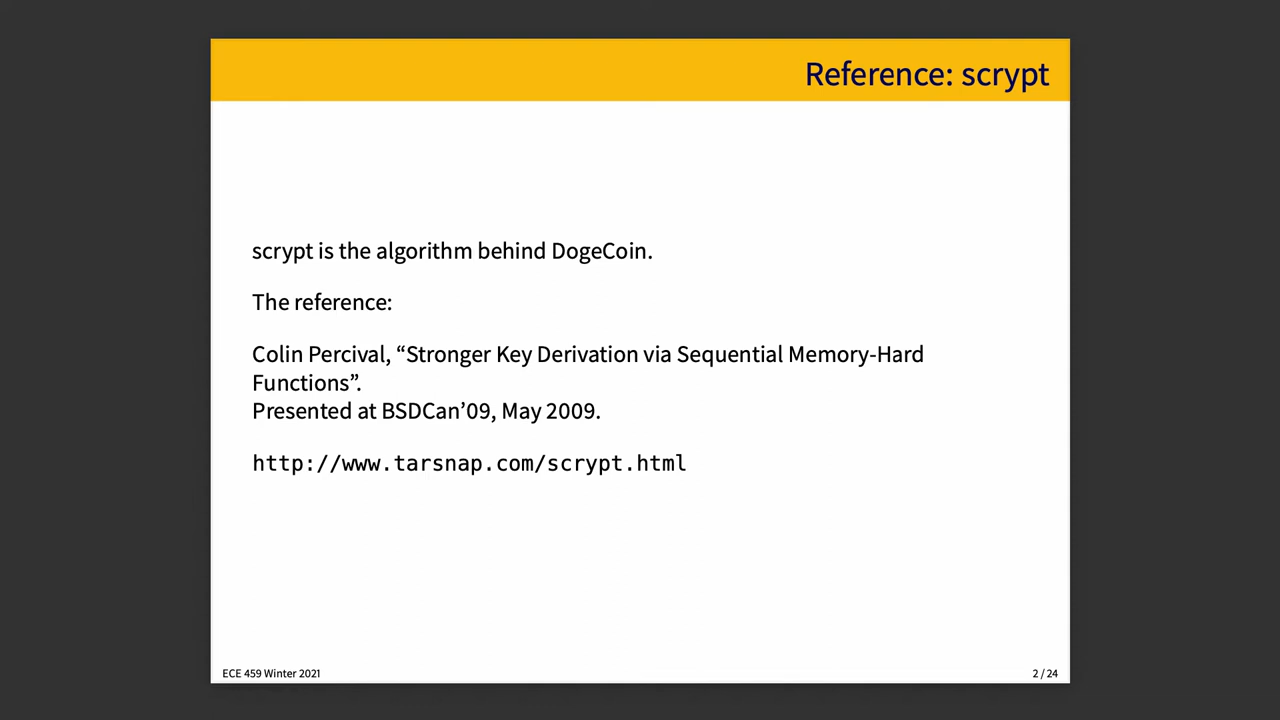 Reference: scrypt
scrypt is the algorithm behind DogeCoin.
The reference:
Colin Percival, “Stronger Key Derivation via Sequential Memory-Hard
Functions”.
Presented at BSDCan’09, May 2009.
http://www.tarsnap.com/scrypt.html
ECE 459 Winter 2021
2 / 24